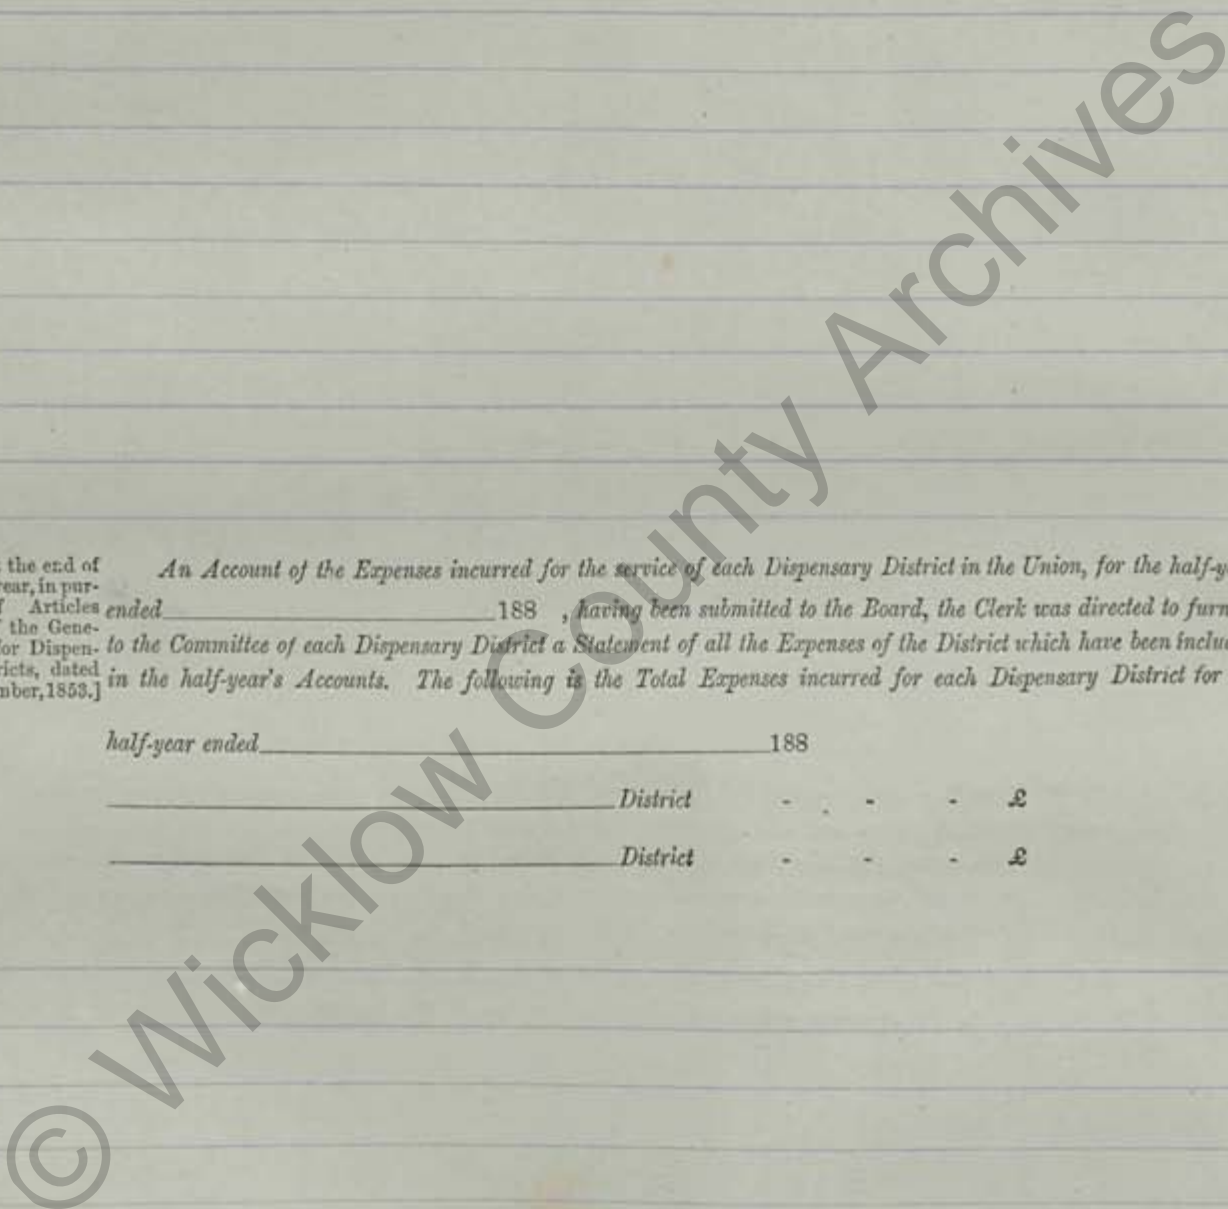 the end of
ear, in pur-
Articles
the Gene-
or Dispen-
ricts, dated
mber, 1853.]
An Account of the Expenses incurred for the service of each Dispensary District in the Union, for the half-y
ended 188 , having been submitted to the Board, the Clerk was directed to furn
to the Committee of each Dispensary District a Statement of all the Expenses of the District which have been inclu
in the half-year's Accounts. The following is the Total Expenses incurred for each Dispensary District for
half-year ended 188
District - - - £
District - - - £
© Wicklow County Archives